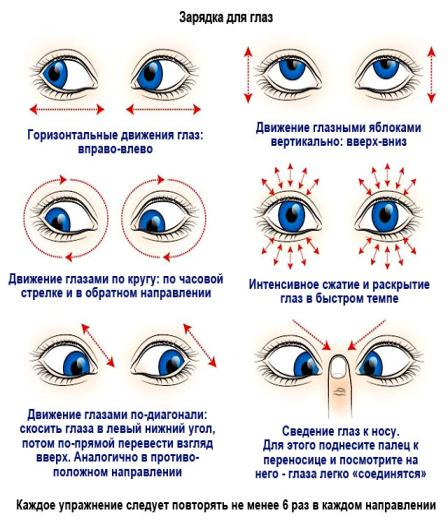 Зарядка для глаз
Горизонтальные движения глаз:
вправо-влево
Движение глазными яблоками
вертикально: вверх-вниз
Движение глазами по кругу: по часовой
стрелке и в обратном направлении
Интенсивное сжатие и раскрытие
глаз в быстром темпе
Движение глазами по-диагонали:
скосить глаза в левый нижний угол,
потом по-прямой перевести взгляд
вверх. Аналогично в противо-
положном направлении
Сведение глаз к носу.
Для этого поднесите палец к
переносице и посмотрите на
него - глаза легко «соединятся»
Каждое упражнение следует повторять не менее 6 раз в каждом направлении